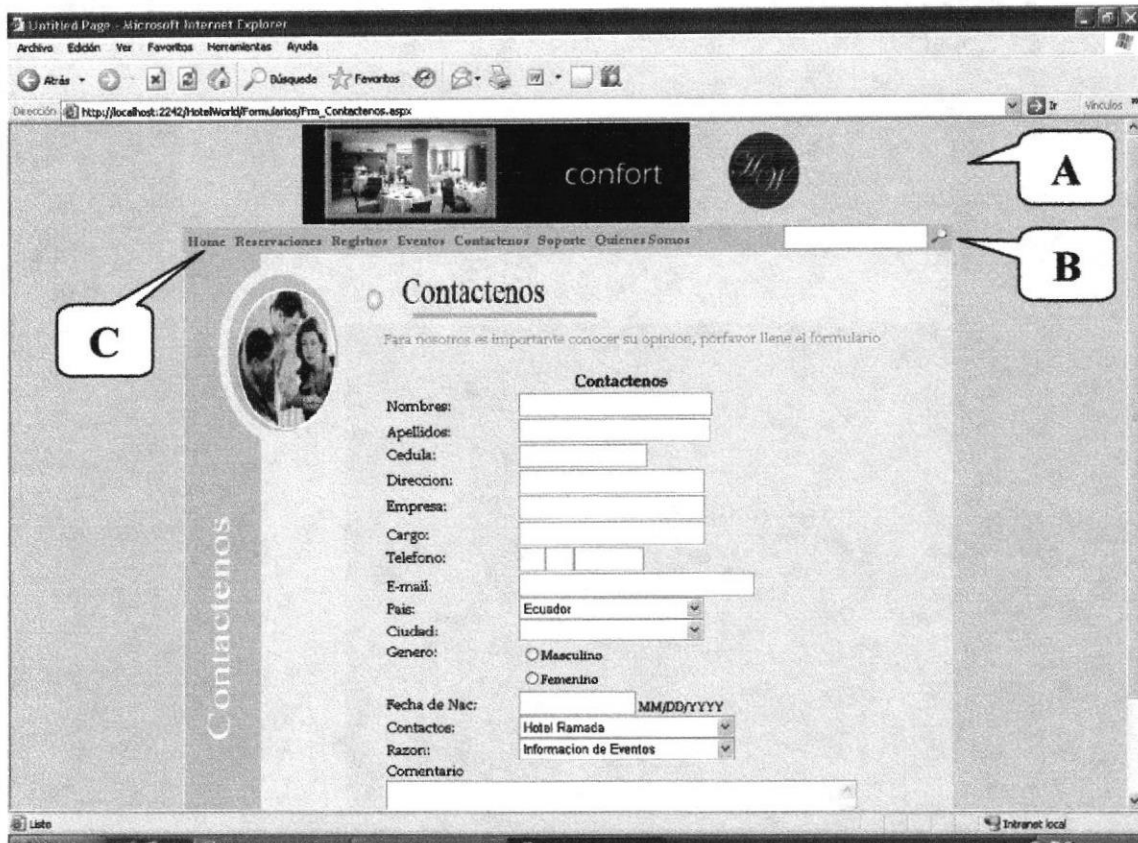 Untitled Page - Microsoft Internet Explorer
Archivo Edición Ver Favoritos Herramientas Ayuda
Atrás Búsqueda Favoritos
Dirección http://localhost:2242/HotelWorld/Formularios/Frm_Contactenos.aspx Ir Vínculos
confort
HW
A
Home Reservaciones Registros Eventos Contactenos Soporte Quienes Somos
B
C
Contactenos
Para nosotros es importante conocer su opinion, porfavor llene el formulario
Contactenos
Nombres:
Apellidos:
Cedula:
Direccion:
Empresa:
Cargo:
Telefono:
E-mail:
Pais: Ecuador
Ciudad:
Genero: Masculino
Femenino
Fecha de Nac: MM/DD/YYYY
Contactos: Hotel Ramada
Razon: Informacion de Eventos
Comentario
Contactenos
Listo Intranet local